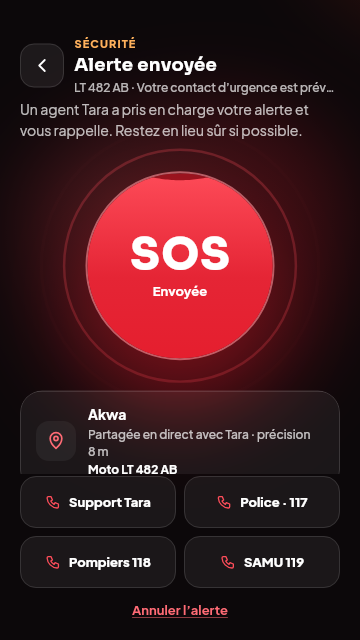 SÉCURITÉ
Alerte envoyée
LT 482 AB · Votre contact d’urgence est prév…
Un agent Tara a pris en charge votre alerte et
vous rappelle. Restez en lieu sûr si possible.
SOS
Envoyée
Akwa
Partagée en direct avec Tara · précision
8 m
Moto LT 482 AB
Support Tara
Police · 117
Pompiers 118
SAMU 119
Annuler l’alerte